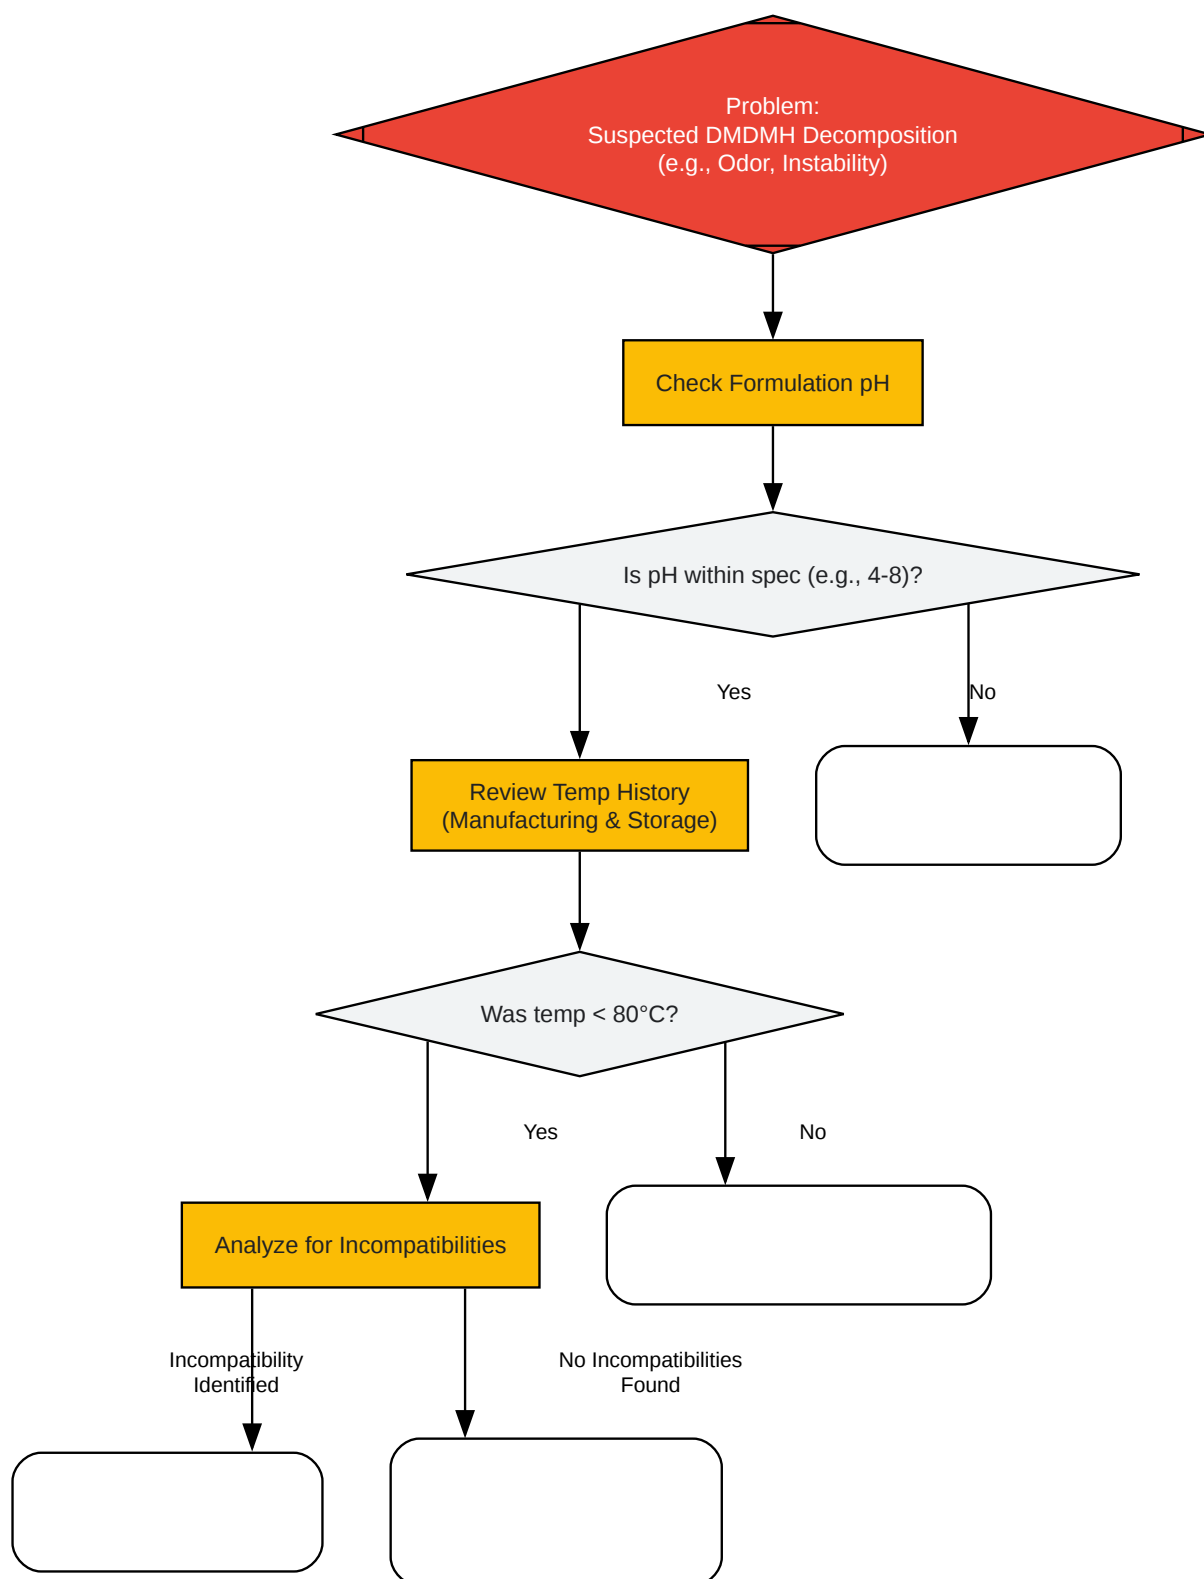 Problem:
Suspected DMDMH Decomposition
(e.g., Odor, Instability)
Check Formulation pH
Is pH within spec (e.g., 4-8)?
Yes
No
Review Temp History
(Manufacturing & Storage)
Was temp < 80°C?
Yes
No
Analyze for Incompatibilities
Incompatibility
Identified
No Incompatibilities
Found